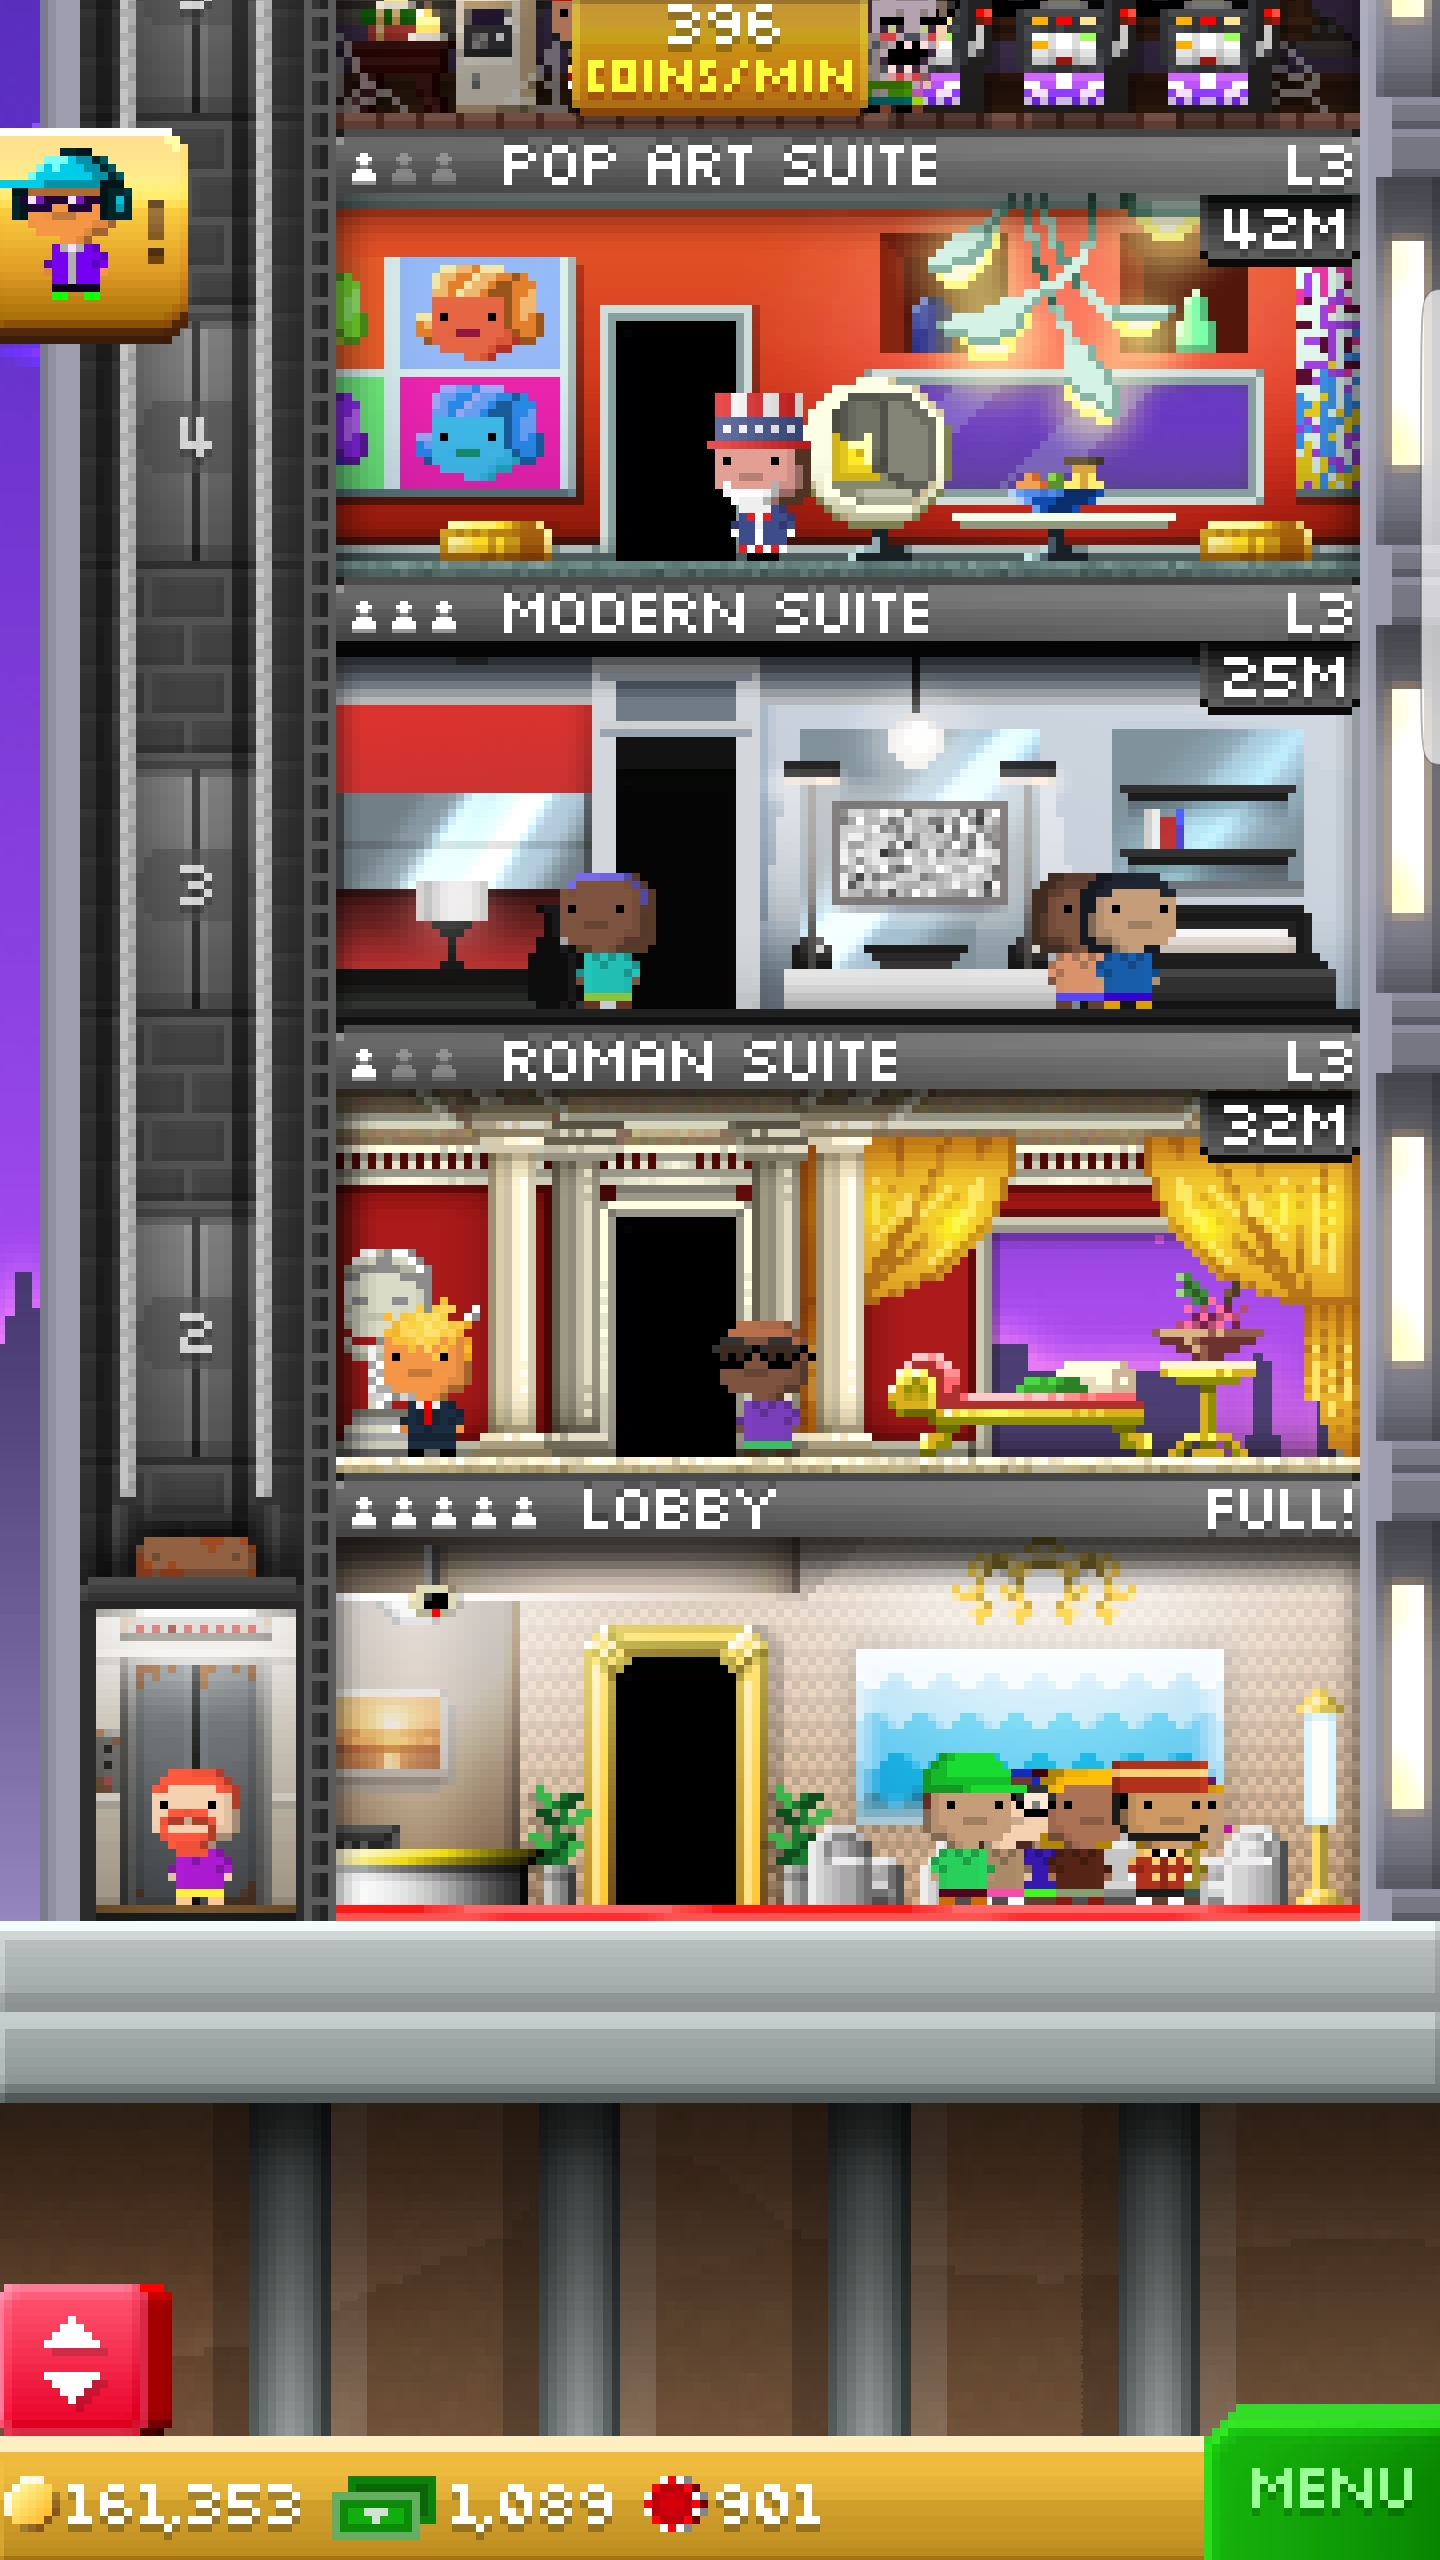 396
COINS/MIN
POP ART SUITE L3
42M
!
4
MODERN SUITE L3
25M
3
ROMAN SUITE L3
32M
2
LOBBY FULL!
161,353 1,089 901
MENU